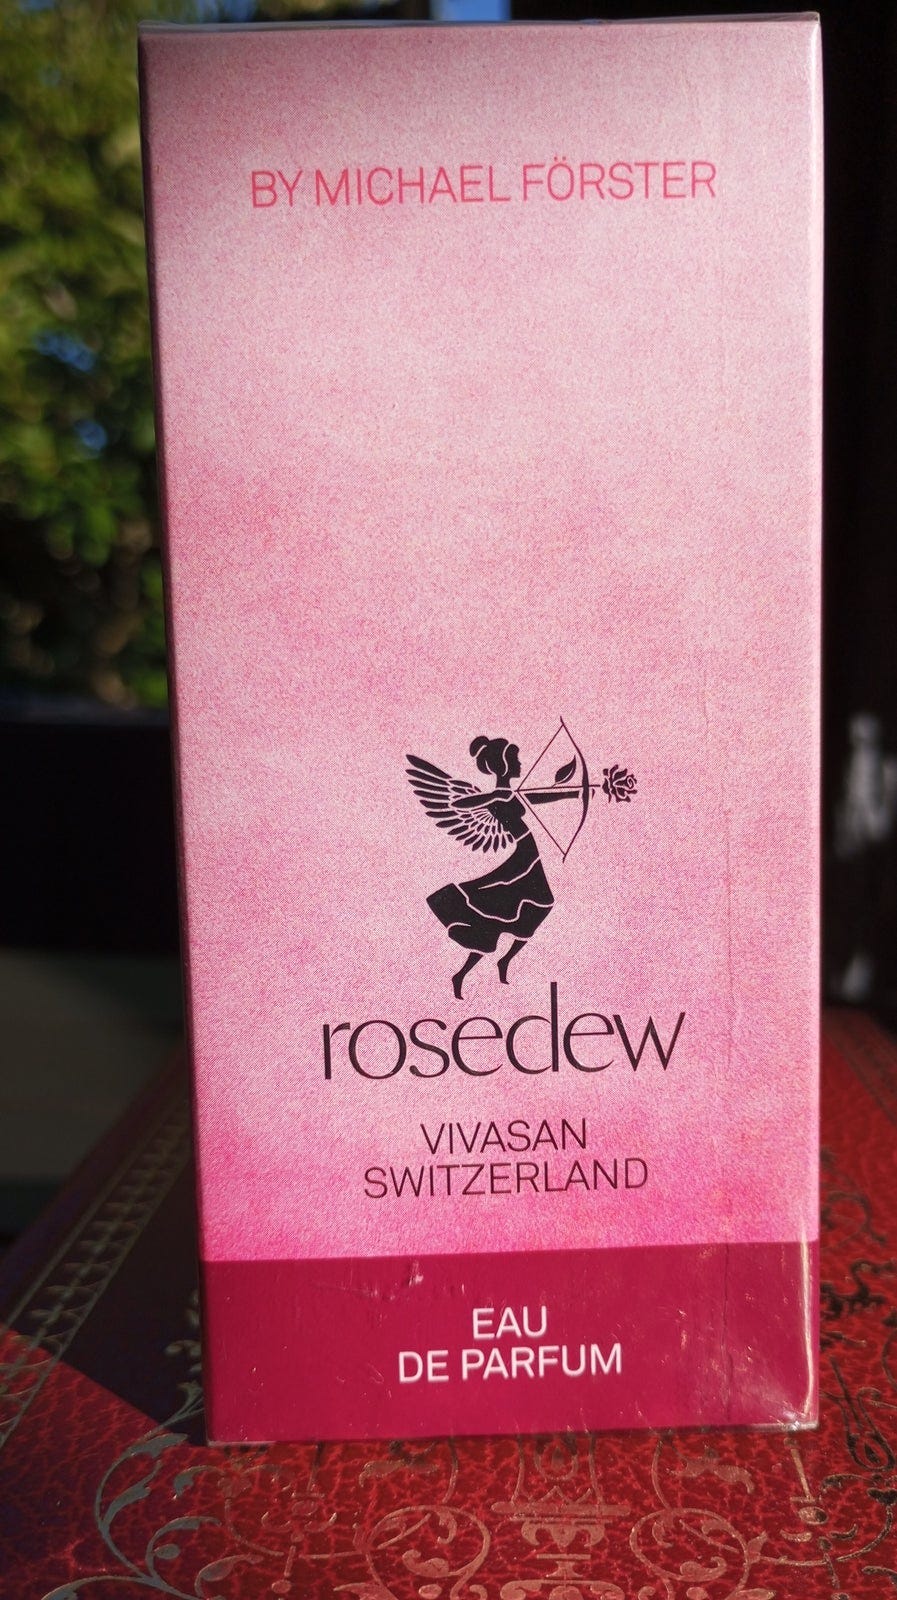 BY MICHAEL FÖRSTER
rosedew
VIVASAN
SWITZERLAND
EAU
DE PARFUM